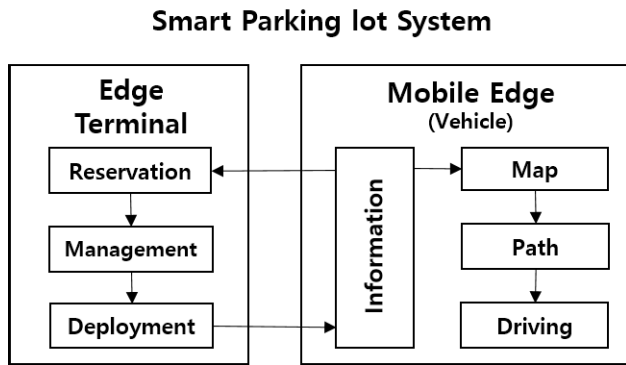 Smart Parking lot System
Edge
Terminal
Reservation
Management
Deployment
Mobile Edge
(Vehicle)
Information
Map
Path
Driving